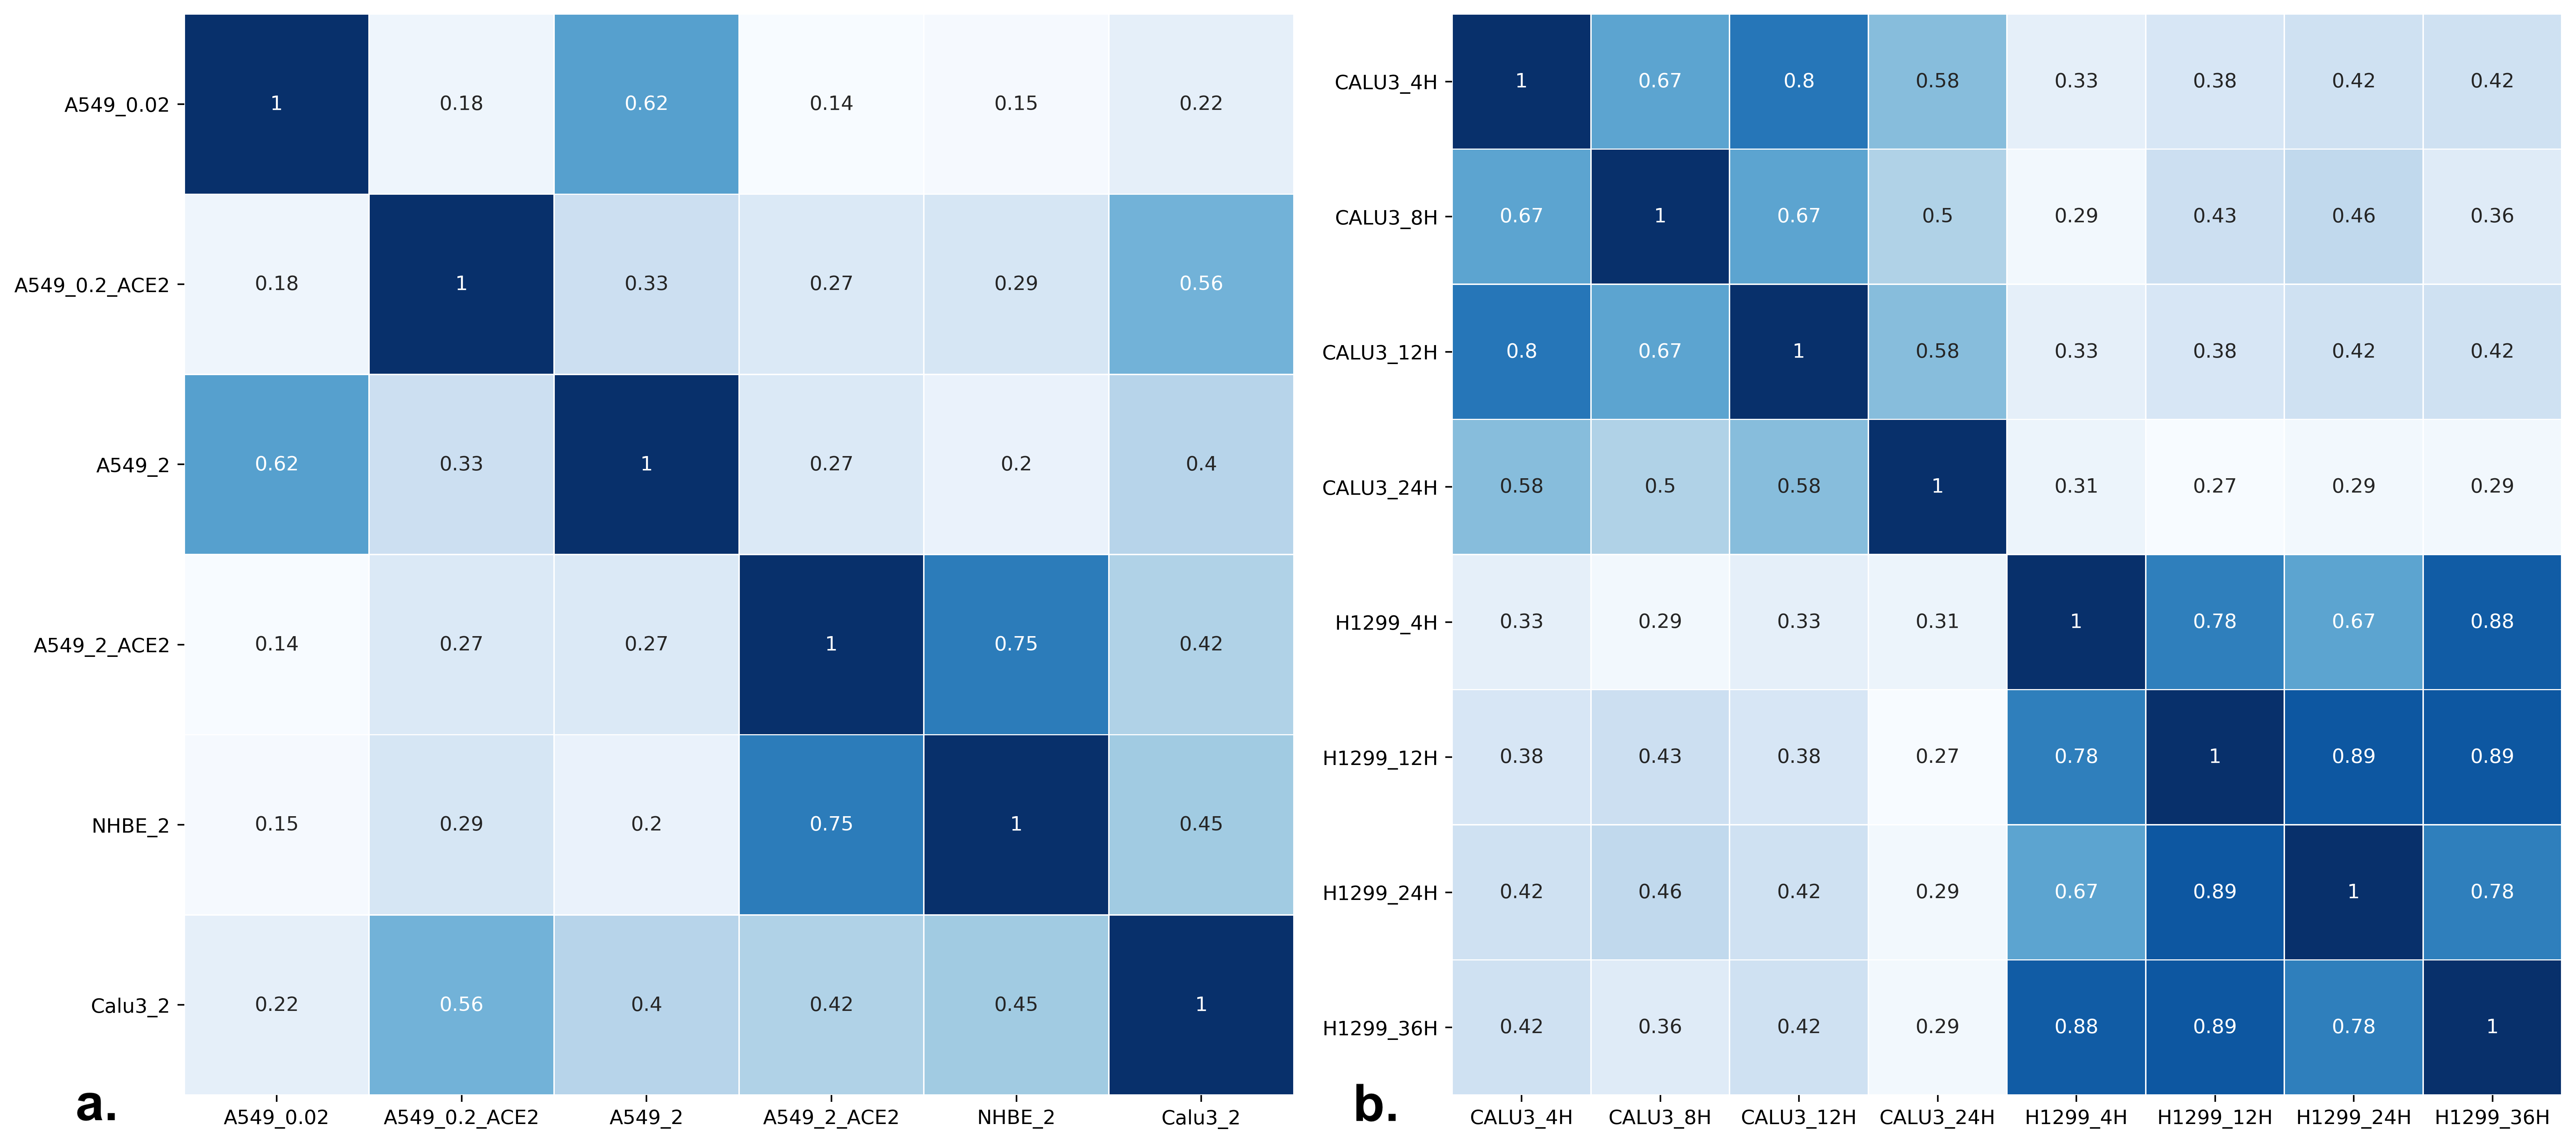 A549_0.02 1 0.18 0.62 0.14 0.15 0.22
A549_0.2_ACE2 0.18 1 0.33 0.27 0.29 0.56
A549_2 0.62 0.33 1 0.27 0.2 0.4
A549_2_ACE2 0.14 0.27 0.27 1 0.75 0.42
NHBE_2 0.15 0.29 0.2 0.75 1 0.45
Calu3_2 0.22 0.56 0.4 0.42 0.45 1
a.
A549_0.02 A549_0.2_ACE2 A549_2 A549_2_ACE2 NHBE_2 Calu3_2
CALU3_4H 1 0.67 0.8 0.58 0.33 0.38 0.42 0.42
CALU3_8H 0.67 1 0.67 0.5 0.29 0.43 0.46 0.36
CALU3_12H 0.8 0.67 1 0.58 0.33 0.38 0.42 0.42
CALU3_24H 0.58 0.5 0.58 1 0.31 0.27 0.29 0.29
H1299_4H 0.33 0.29 0.33 0.31 1 0.78 0.67 0.88
H1299_12H 0.38 0.43 0.38 0.27 0.78 1 0.89 0.89
H1299_24H 0.42 0.46 0.42 0.29 0.67 0.89 1 0.78
H1299_36H 0.42 0.36 0.42 0.29 0.88 0.89 0.78 1
b.
CALU3_4H CALU3_8H CALU3_12H CALU3_24H H1299_4H H1299_12H H1299_24H H1299_36H